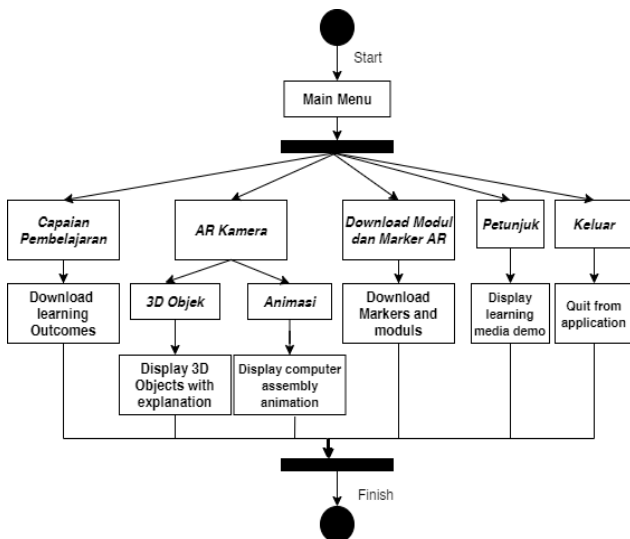 Start
Main Menu
Capaian
Pembelajaran
AR Kamera
Download Modul
dan Marker AR
Petunjuk
Keluar
Download
learning
Outcomes
3D Objek
Animasi
Download
Markers and
moduls
Display
learning
media demo
Quit from
application
Display 3D
Objects with
explanation
Display computer
assembly
animation
Finish